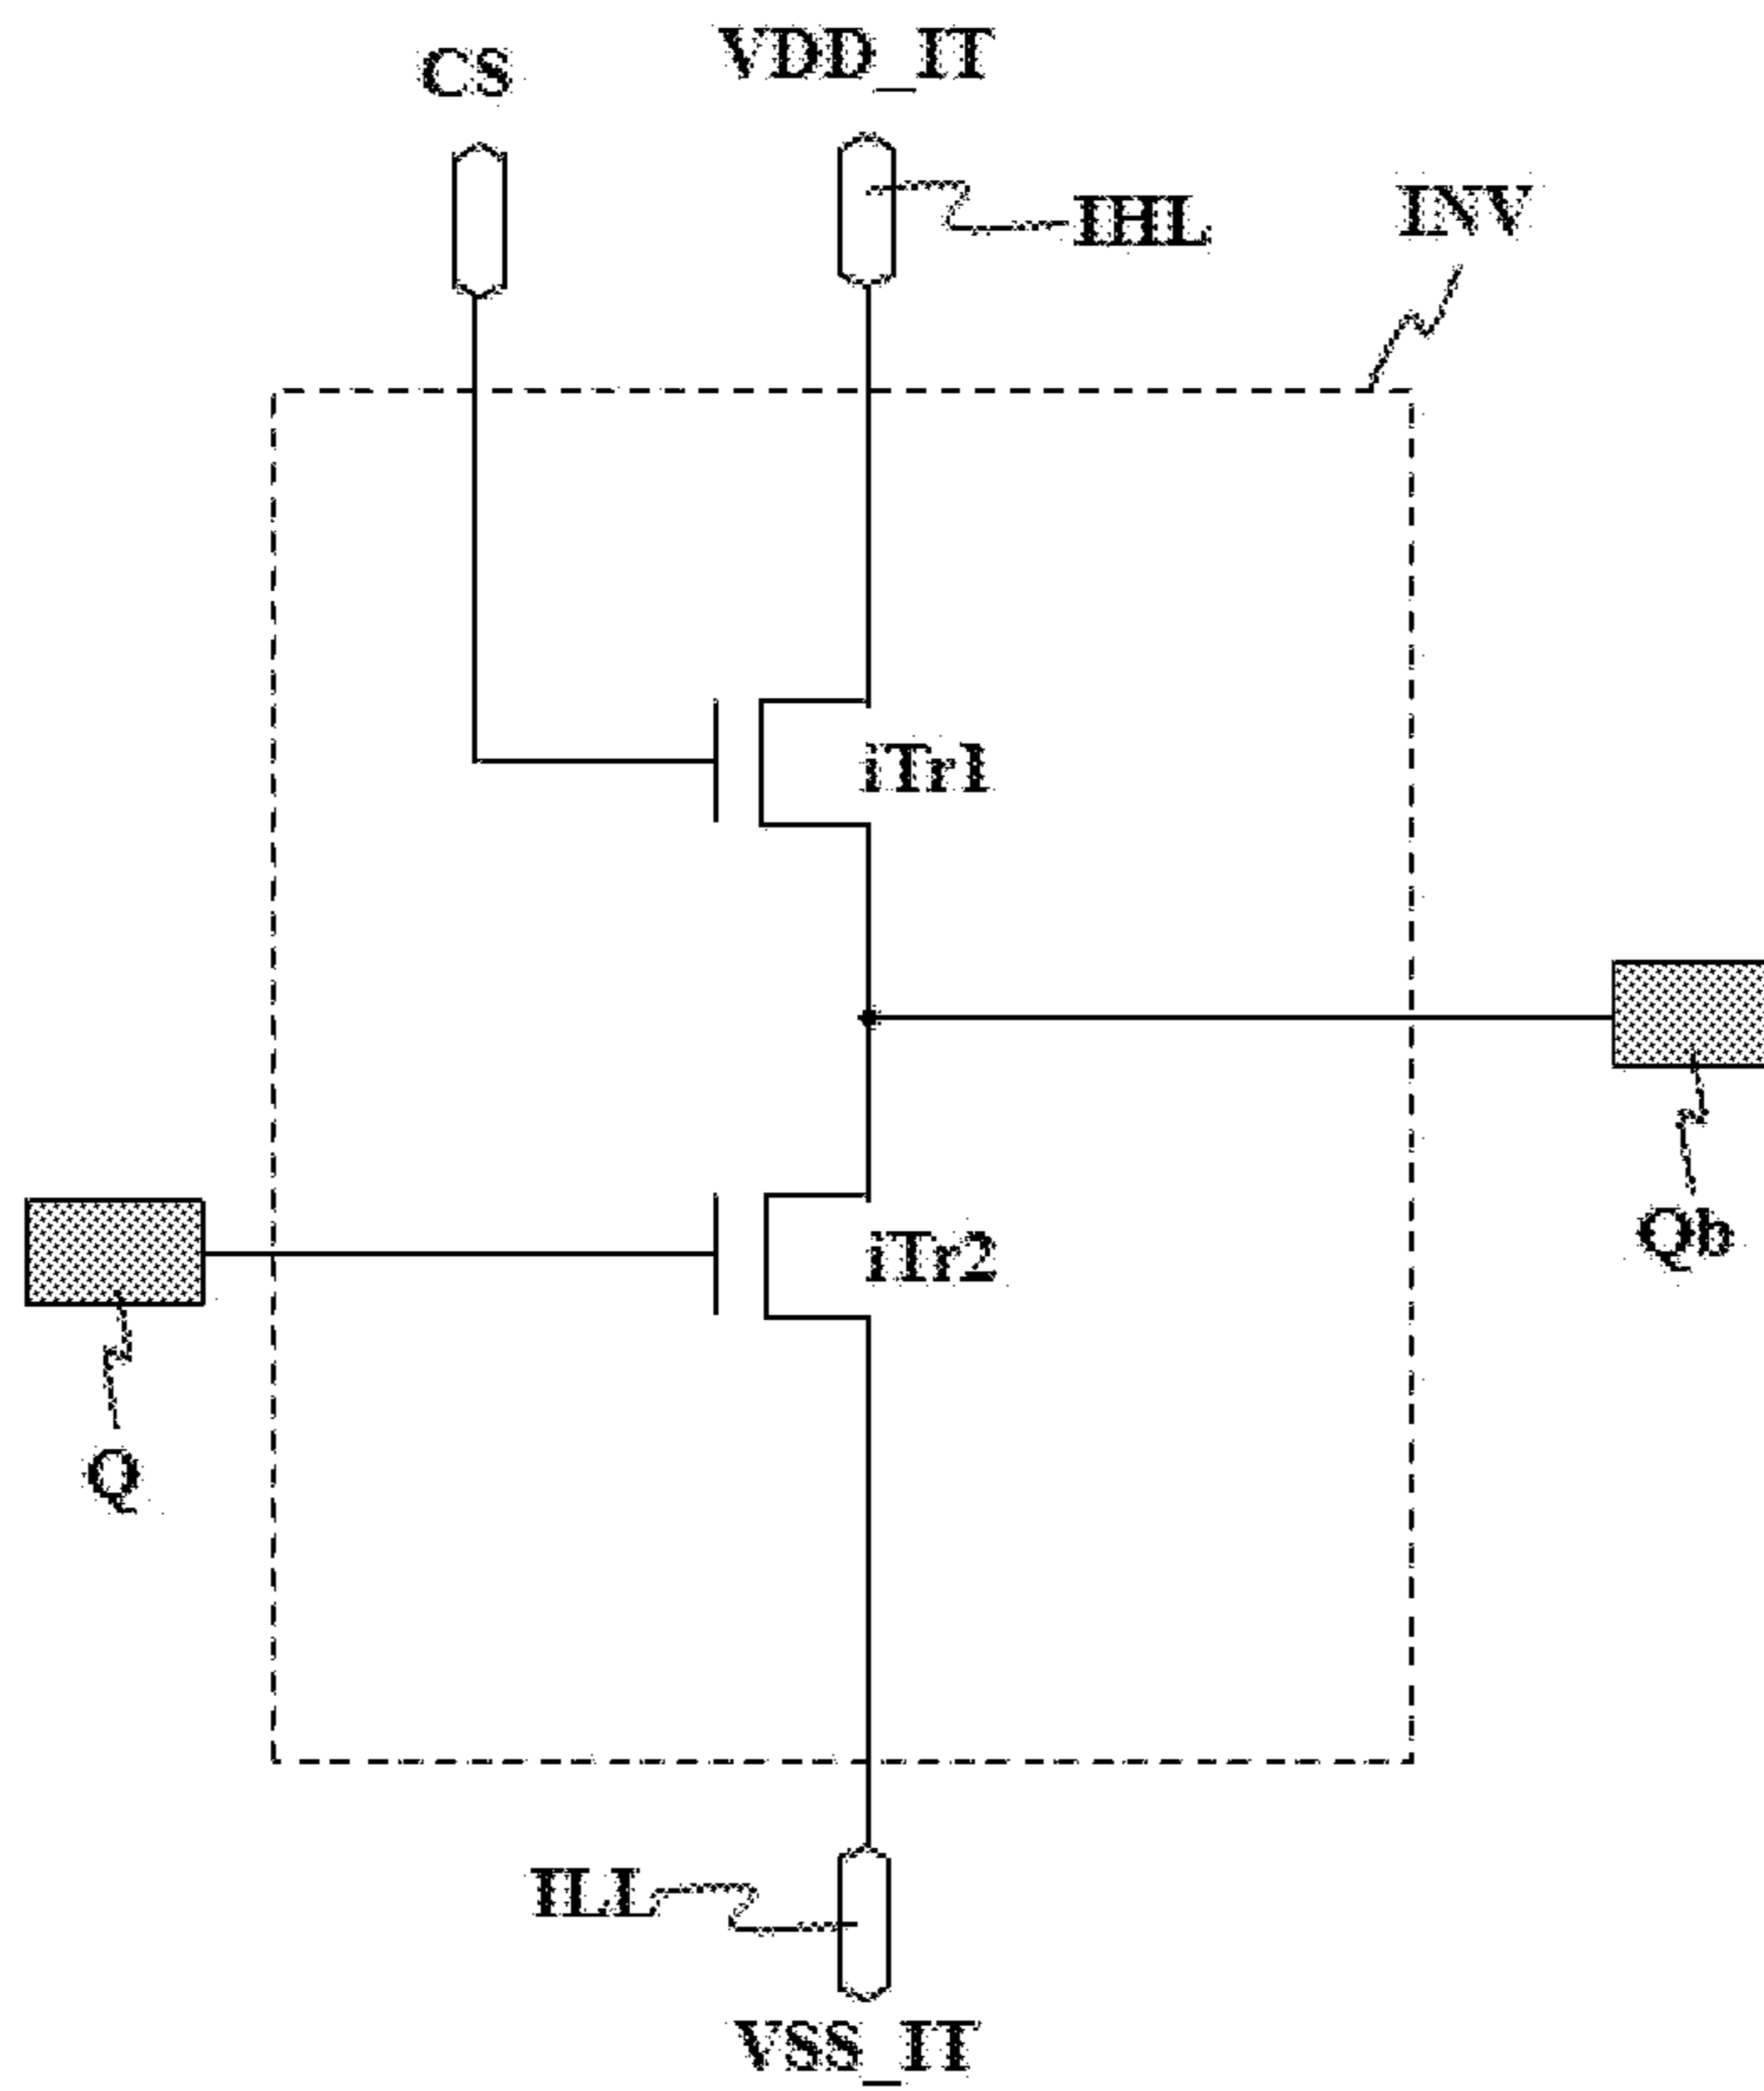 CS
VDD_IT
IHL
INV
iTr1
iTr2
Qb
Q
ILL
VSS_IT